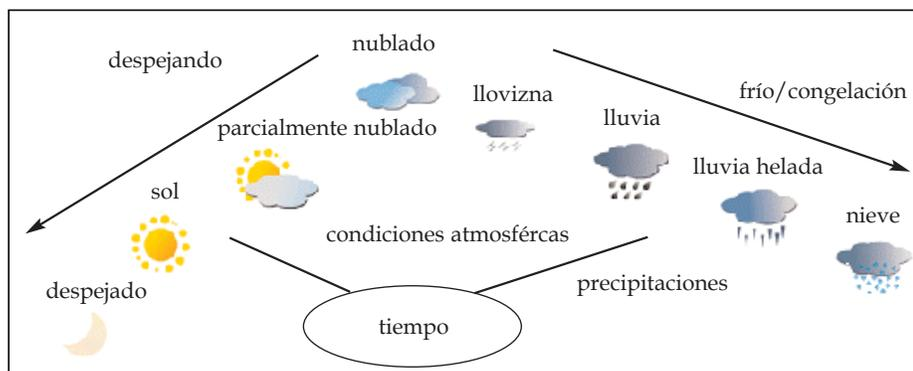 nublado
despejando
llovizna
frío/congelación
lluvia
parcialmente nublado
lluvia helada
sol
nieve
condiciones atmosfércas
despejado
precipitaciones
tiempo